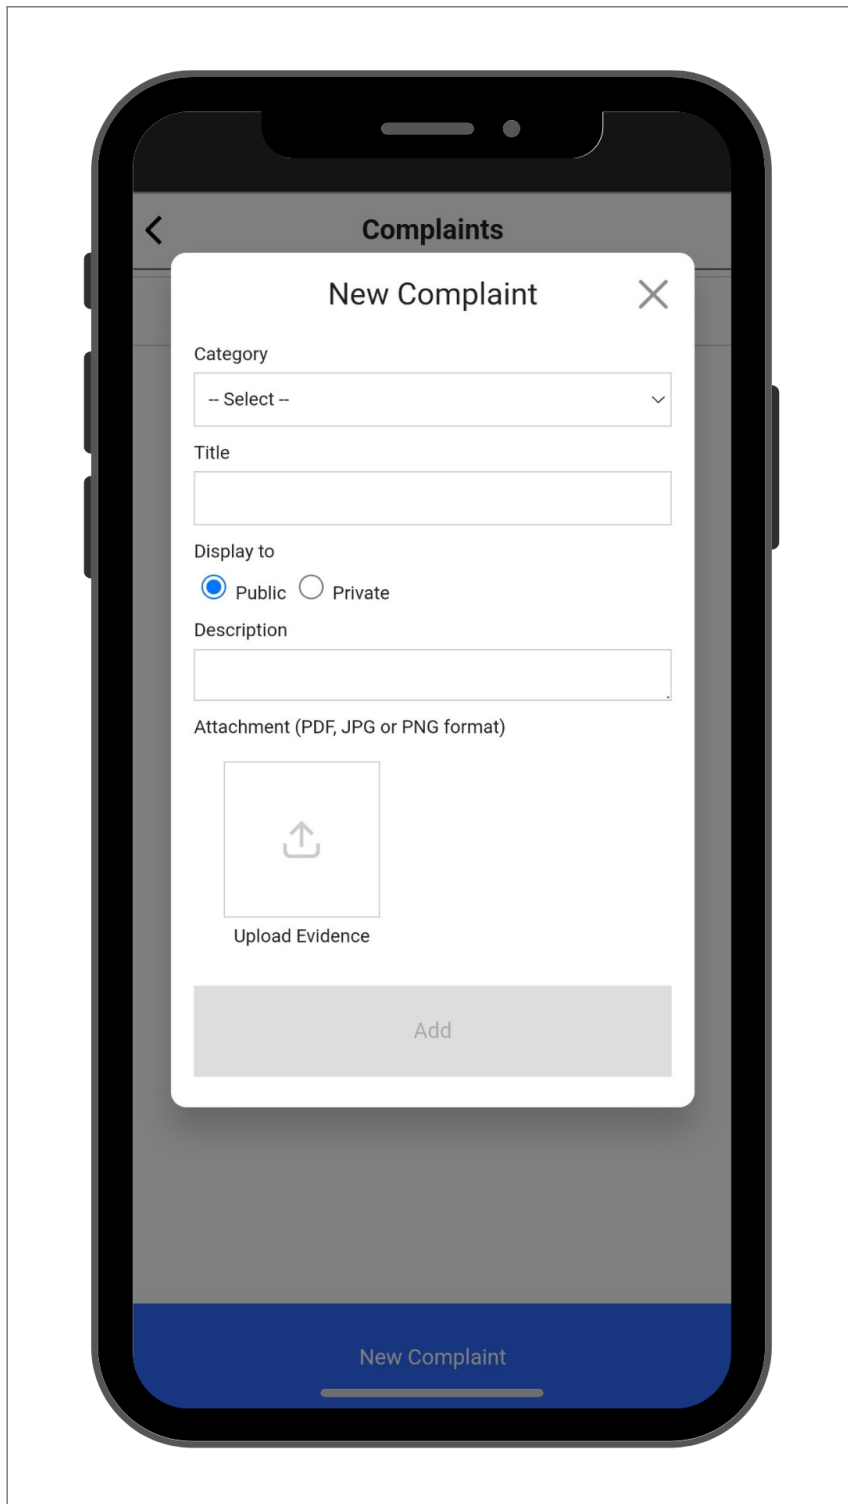 Complaints
New Complaint
Category
-- Select --
Title
Display to
Public Private
Description
Attachment (PDF, JPG or PNG format)
Upload Evidence
Add
New Complaint